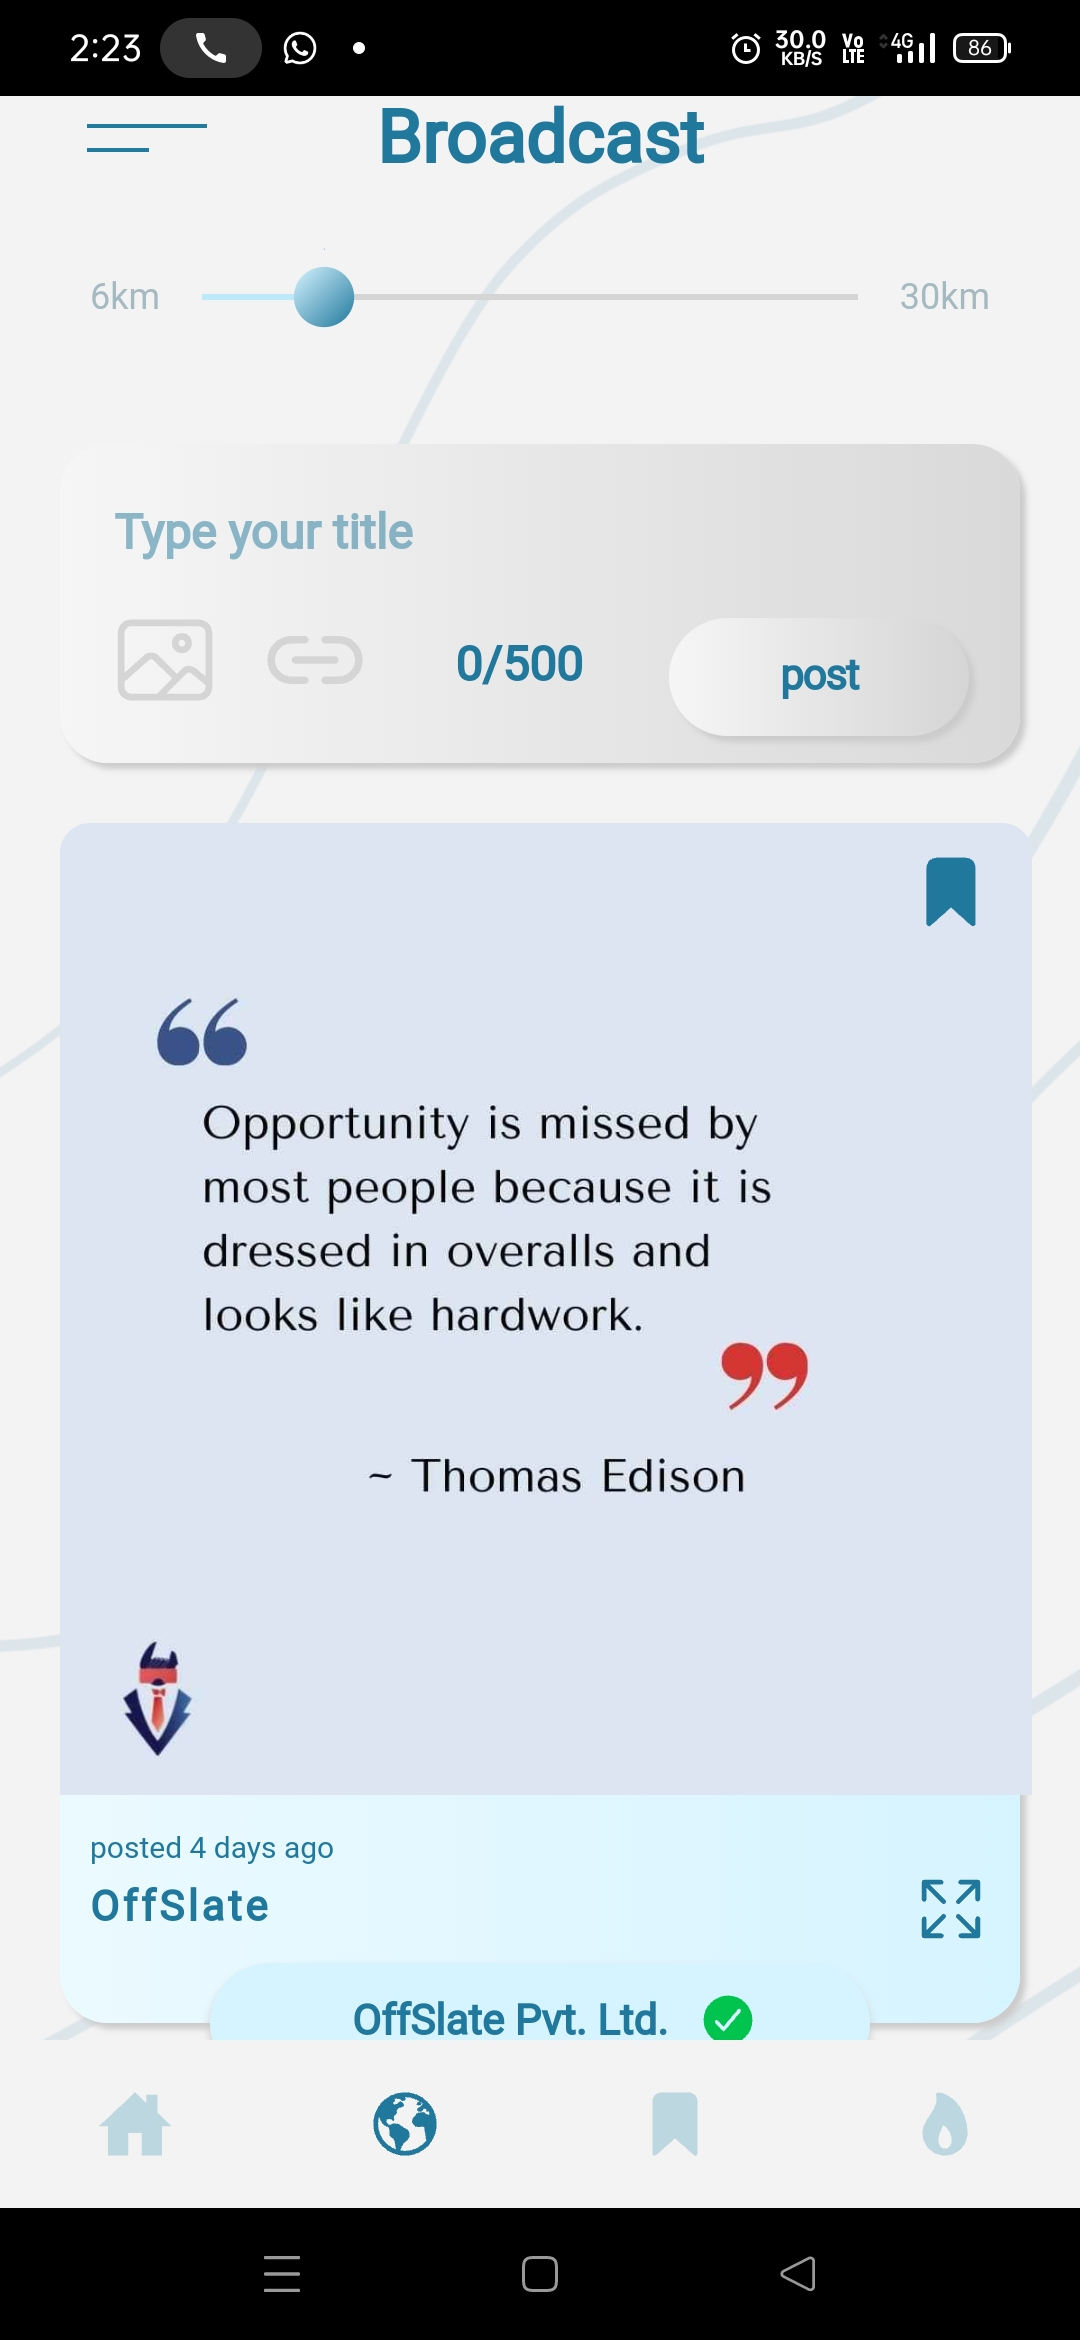 2:23
30.0
KB/S
Vo
LTE
4G
86
Broadcast
6km
30km
Type your title
0/500
post
Opportunity is missed by
most people because it is
dressed in overalls and
looks like hardwork.
~ Thomas Edison
posted 4 days ago
OffSlate
OffSlate Pvt. Ltd.